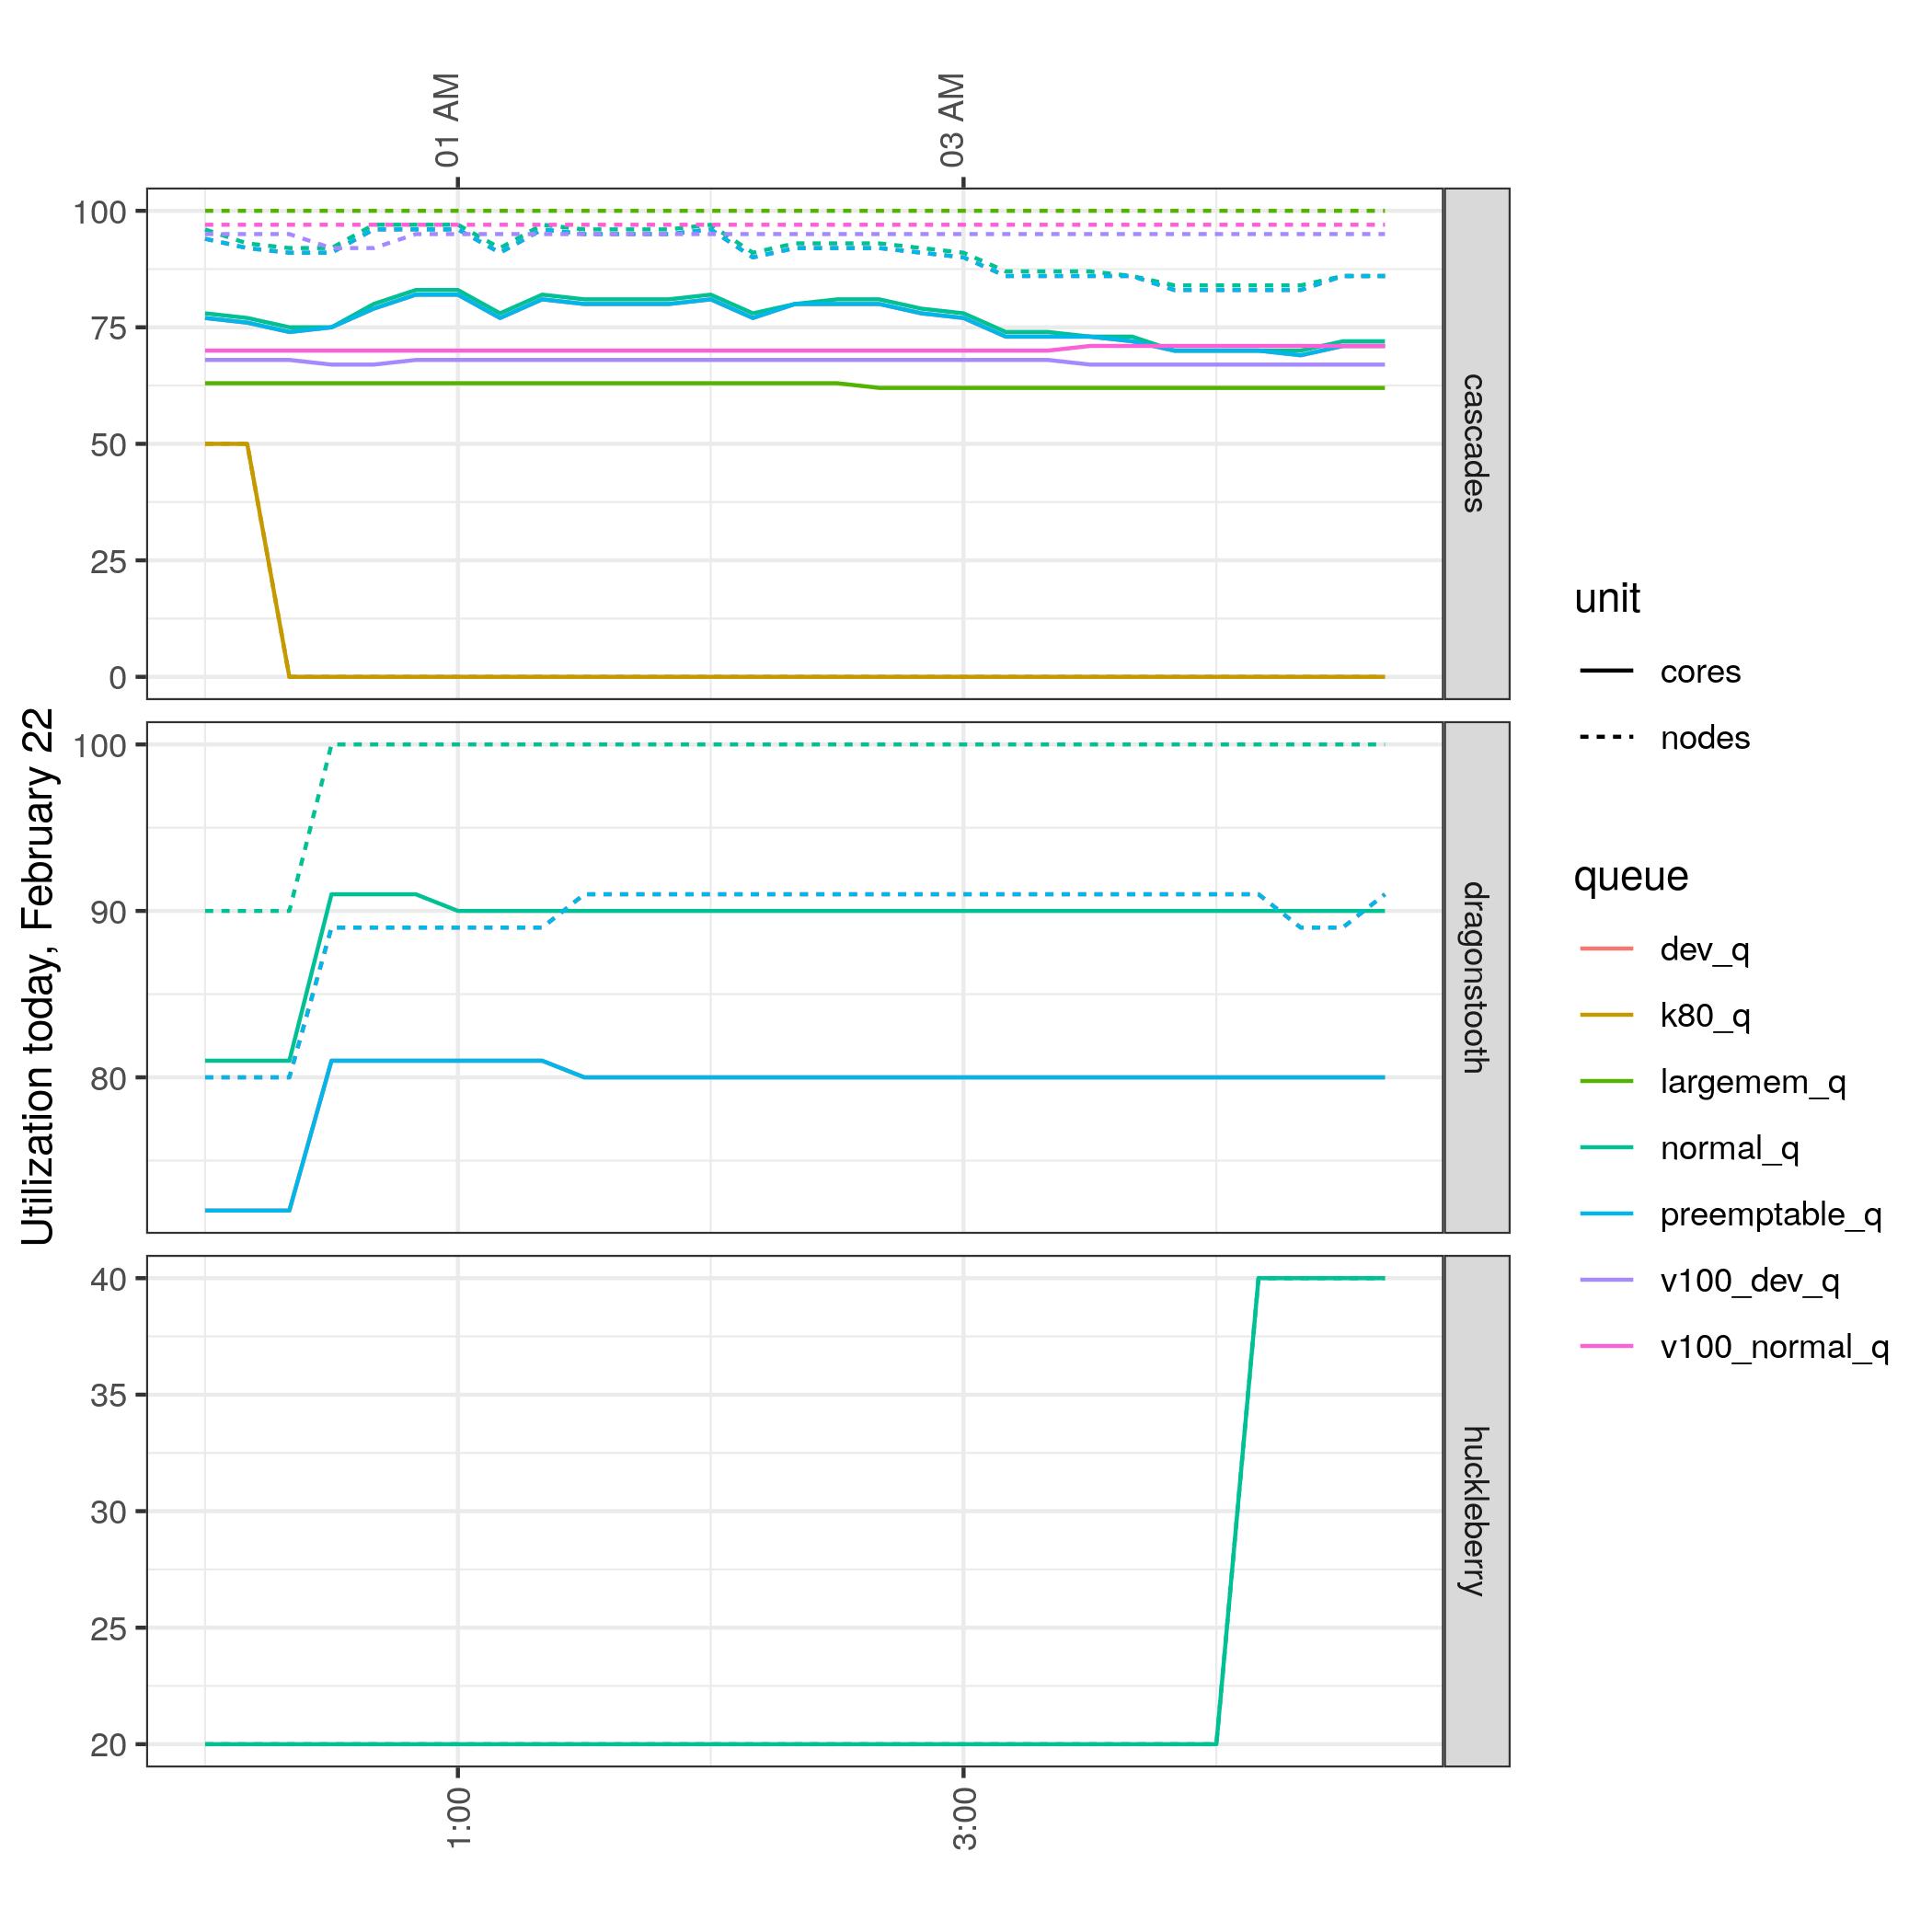 01 AM
03 AM
Utilization today, February 22
100
75
50
25
0
cascades
100
90
80
dragonstooth
40
35
30
25
20
huckleberry
1:00
3:00
unit
cores
nodes
queue
dev_q
k80_q
largemem_q
normal_q
preemptable_q
v100_dev_q
v100_normal_q